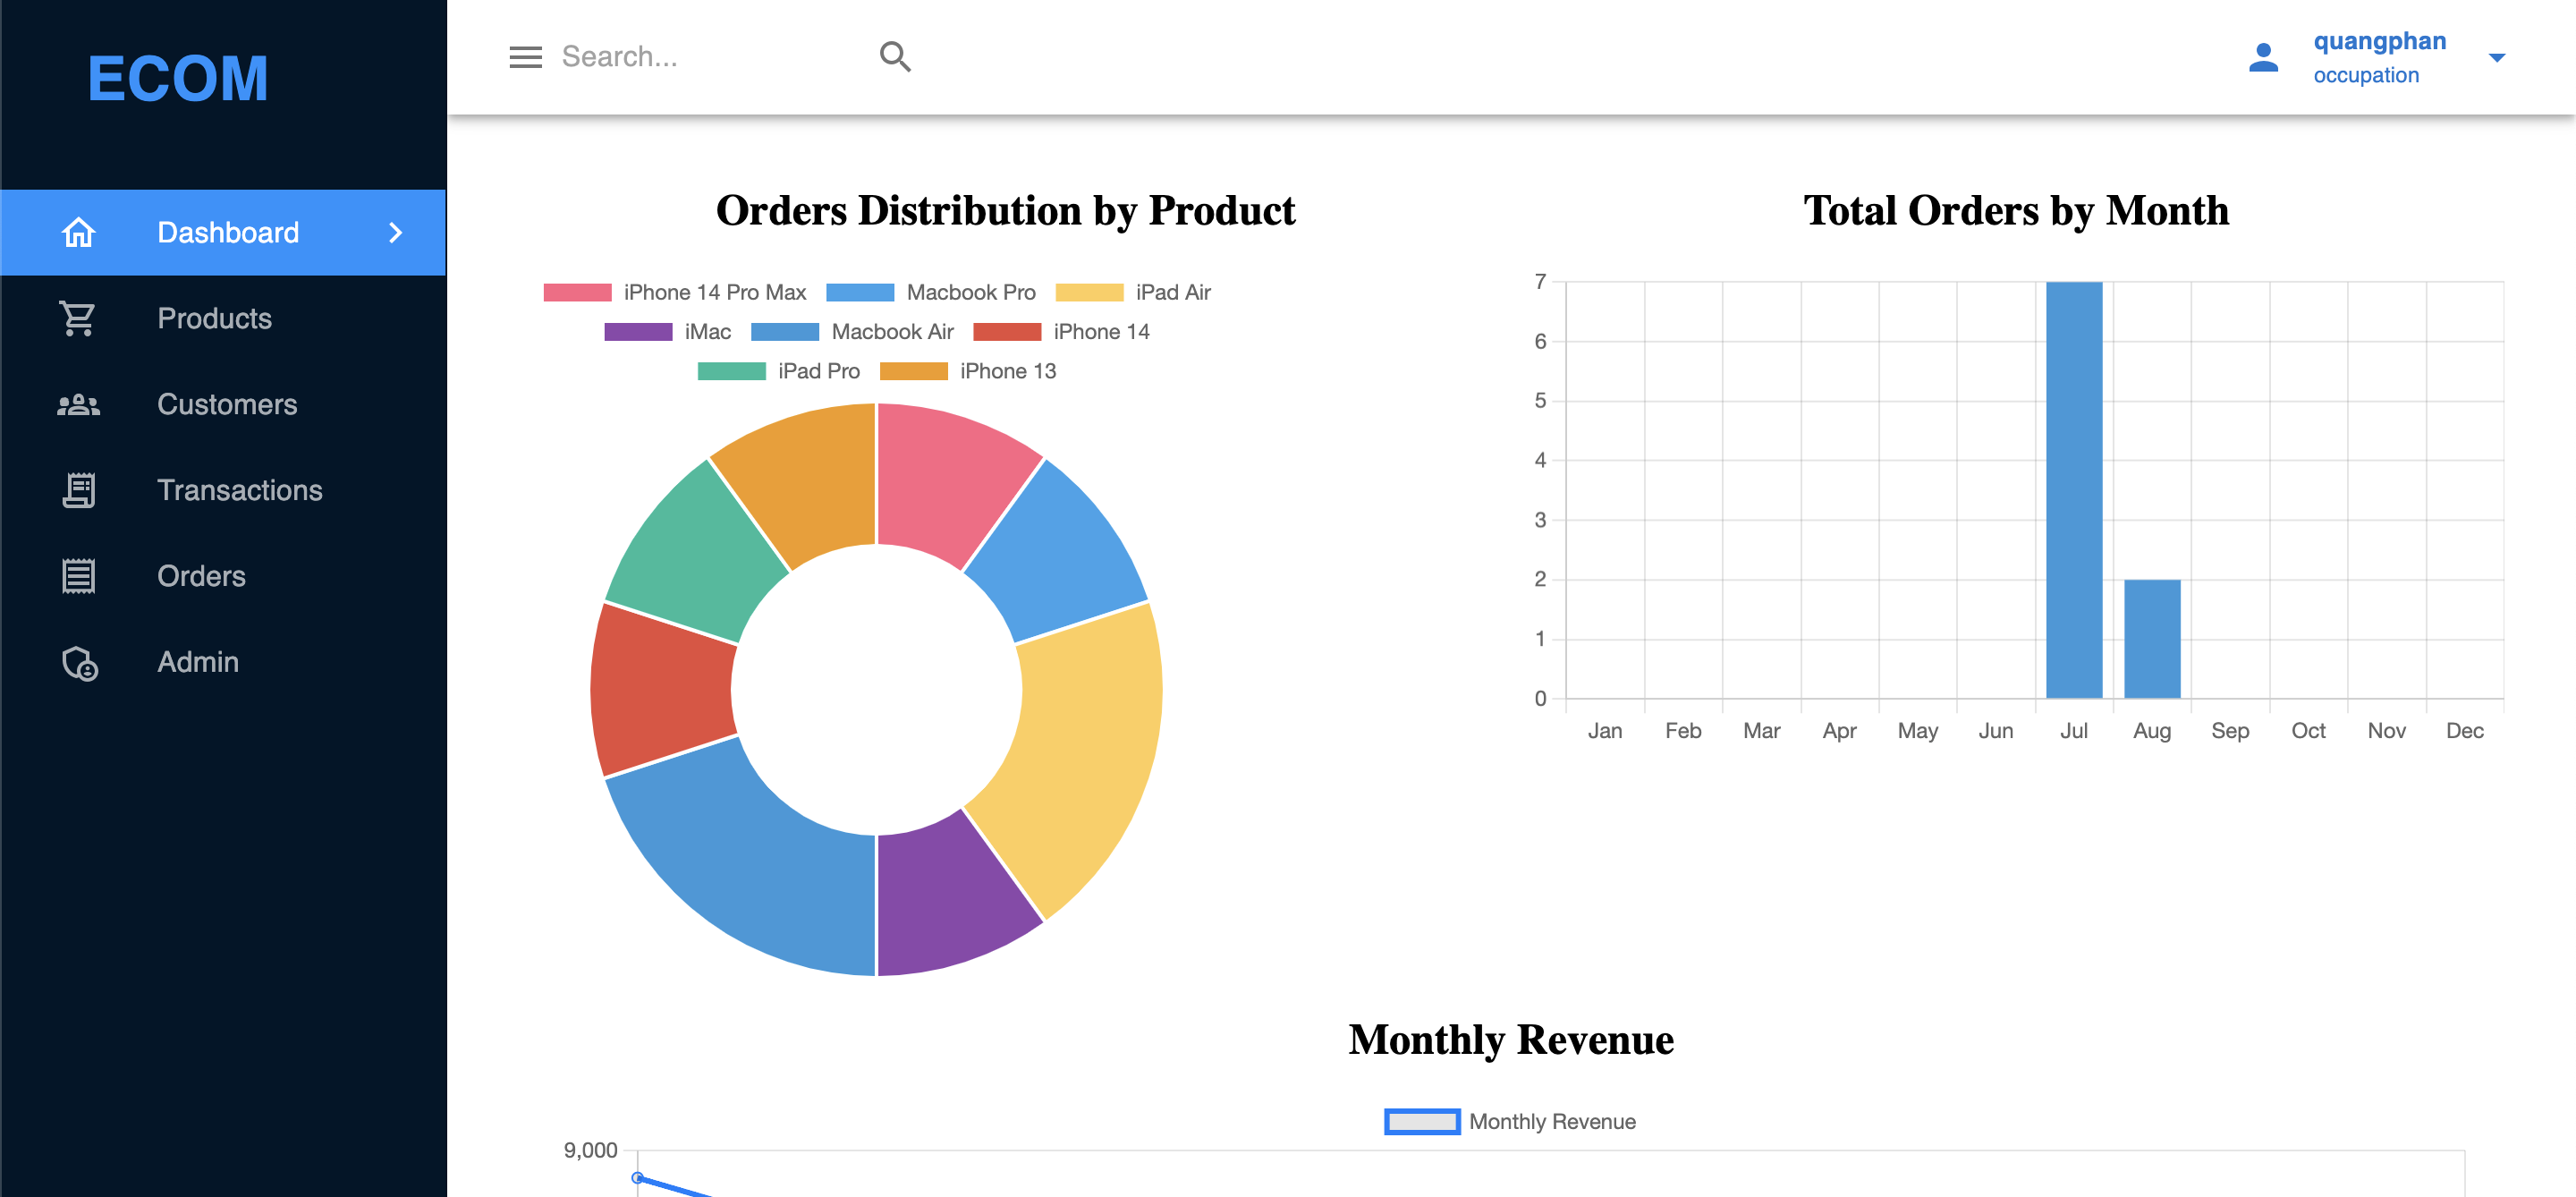 ECOM
Dashboard
Products
Customers
Transactions
Orders
Admin
Search...
quangphan
occupation
Orders Distribution by Product
iPhone 14 Pro Max Macbook Pro iPad Air
iMac Macbook Air iPhone 14
iPad Pro iPhone 13
Total Orders by Month
7
6
5
4
3
2
1
0
Jan Feb Mar Apr May Jun Jul Aug Sep Oct Nov Dec
Monthly Revenue
Monthly Revenue
9,000